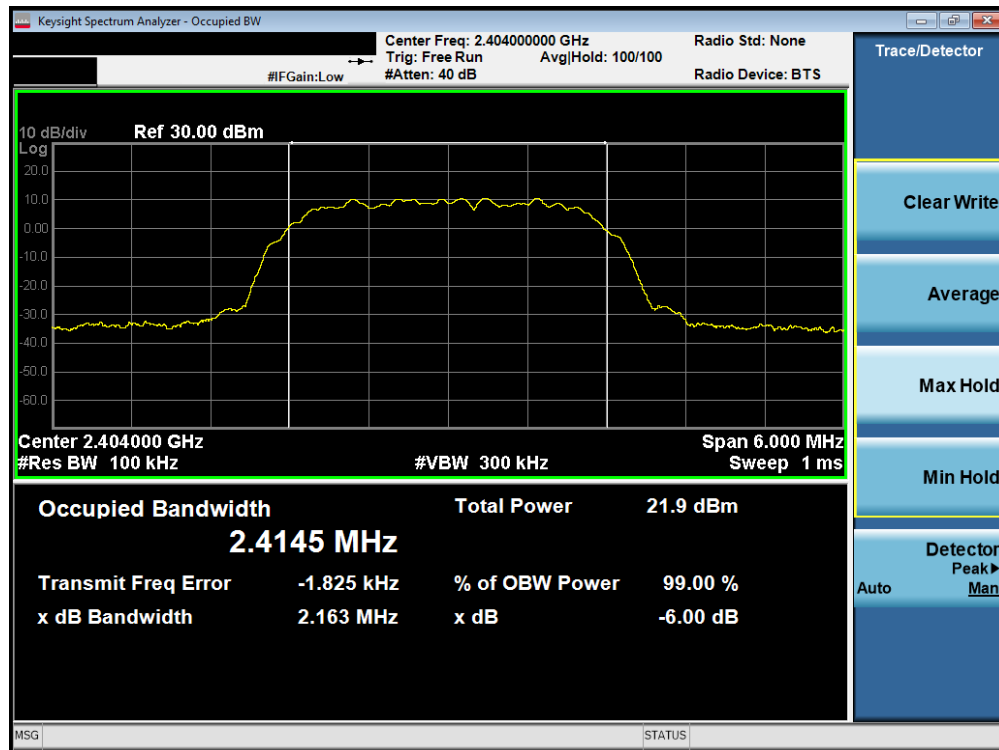 Keysight Spectrum Analyzer - Occupied BW
Center Freq: 2.404000000 GHz
Radio Std: None
Trig: Free Run
Avg|Hold: 100/100
#IFGain:Low
#Atten: 40 dB
Radio Device: BTS
10 dB/div
Ref 30.00 dBm
Log
20.0
10.0
0.00
-10.0
-20.0
-30.0
-40.0
-50.0
-60.0
Center 2.404000 GHz
Span 6.000 MHz
#Res BW 100 kHz
#VBW 300 kHz
Sweep 1 ms
Occupied Bandwidth
Total Power
21.9 dBm
2.4145 MHz
Transmit Freq Error
-1.825 kHz
% of OBW Power
99.00 %
x dB Bandwidth
2.163 MHz
x dB
-6.00 dB
Trace/Detector
Clear Write
Average
Max Hold
Min Hold
Detector
Peak▶
Auto
Man
MSG
STATUS